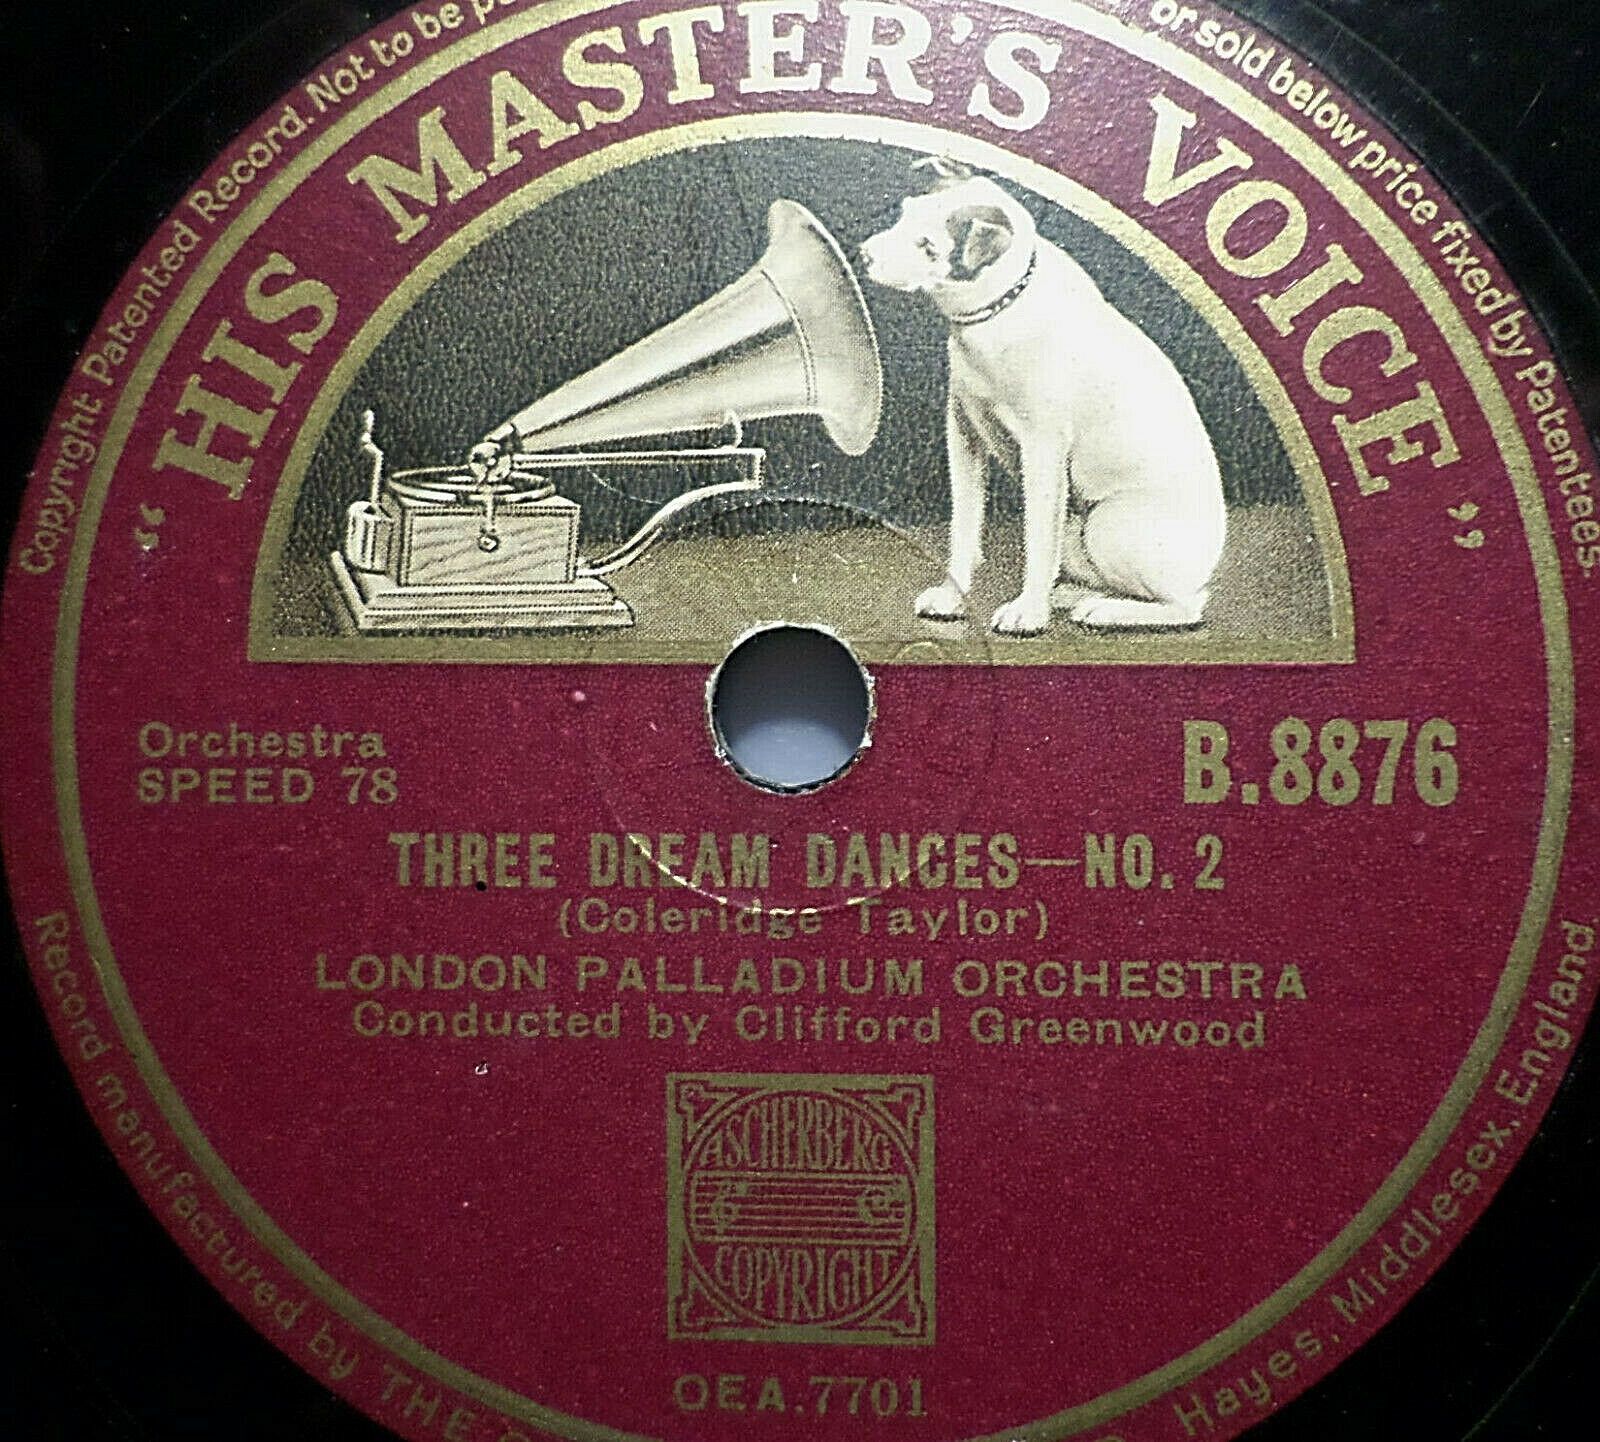 Copyright Patented Record. Not to be
or sold below price fixed by Patentees.
"HIS MASTER'S VOICE"
Orchestra
SPEED 78
B.8876
THREE DREAM DANCES—NO. 2
(Coleridge Taylor)
LONDON PALLADIUM ORCHESTRA
Conducted by Clifford Greenwood
ASCHERBERG
COPYRIGHT
OEA.7701
Record manufactured by THE
Hayes, Middlesex, England.